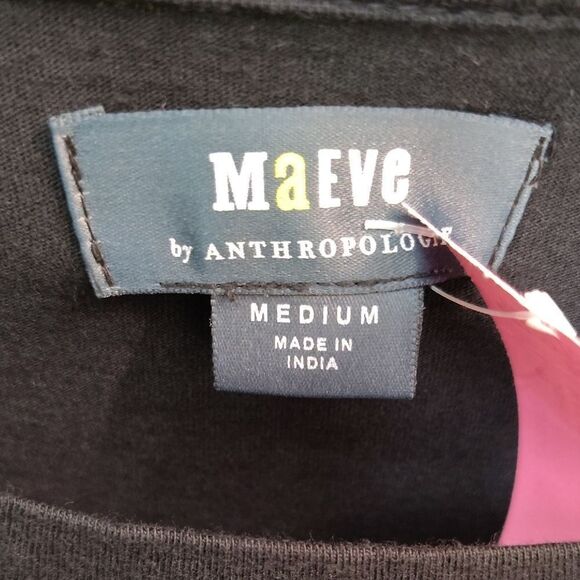 MaEVe
by ANTHROPOLOGIE
MEDIUM
MADE IN
INDIA